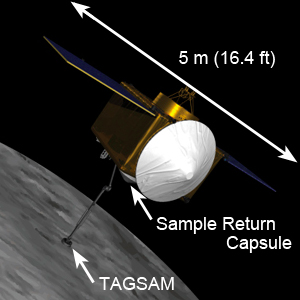 5 m (16.4 ft)
Sample Return
Capsule
TAGSAM